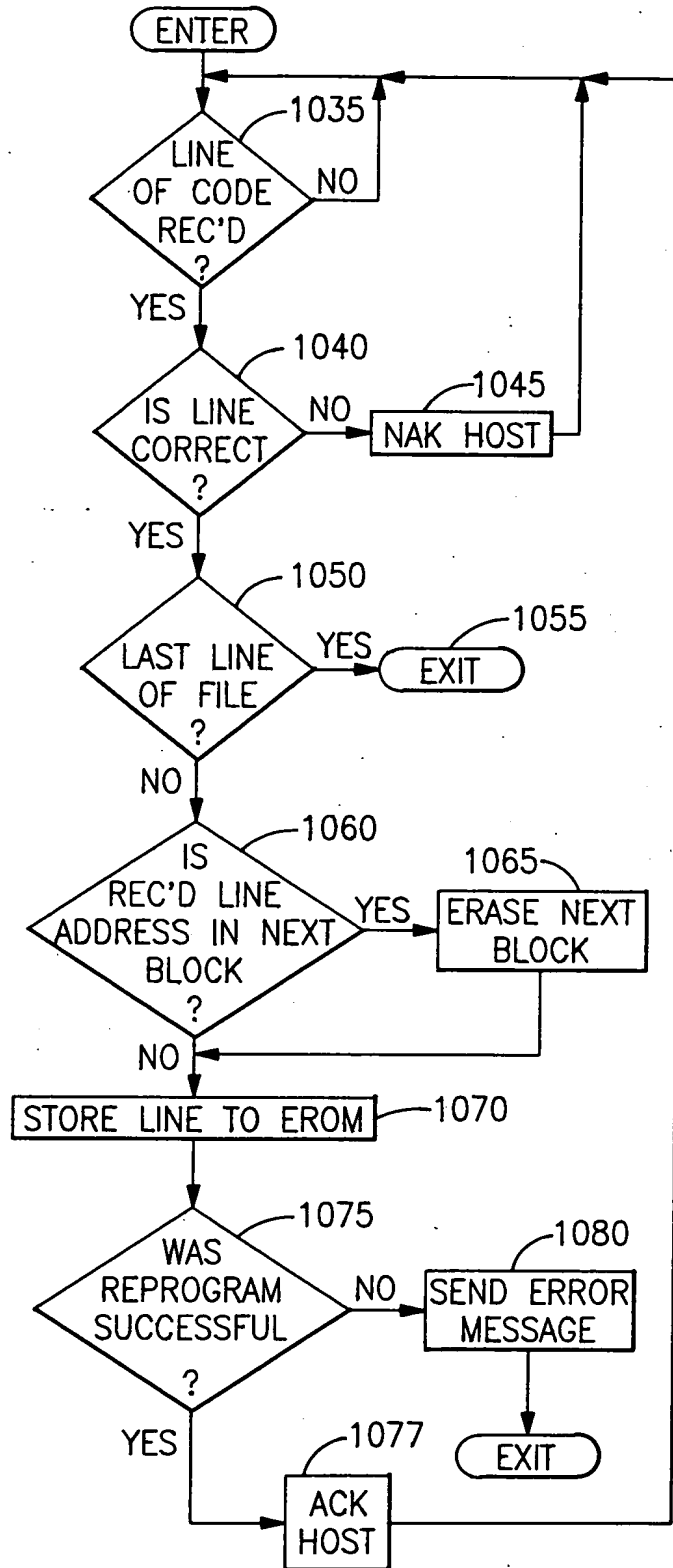 ENTER
1035
LINE
OF CODE
REC'D
?
NO
YES
1040
IS LINE
CORRECT
?
NO
1045
NAK HOST
YES
1050
LAST LINE
OF FILE
?
YES
1055
EXIT
NO
1060
IS
REC'D LINE
ADDRESS IN NEXT
BLOCK
?
YES
1065
ERASE NEXT
BLOCK
NO
STORE LINE TO EROM
1070
1075
WAS
REPROGRAM
SUCCESSFUL
?
NO
1080
SEND ERROR
MESSAGE
EXIT
YES
1077
ACK
HOST